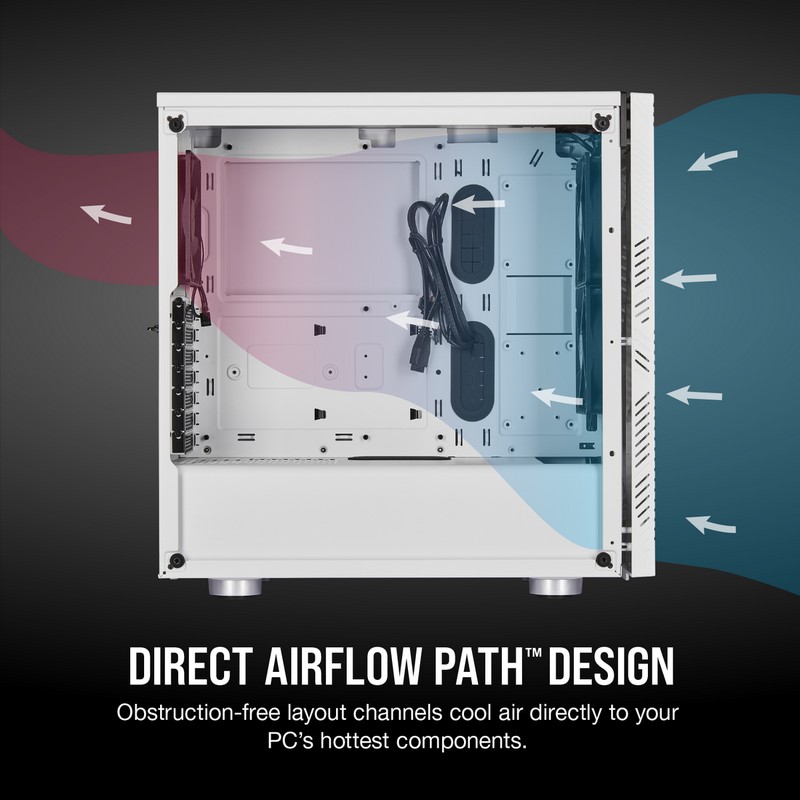 DIRECT AIRFLOW PATH™ DESIGN
Obstruction-free layout channels cool air directly to your
PC's hottest components.